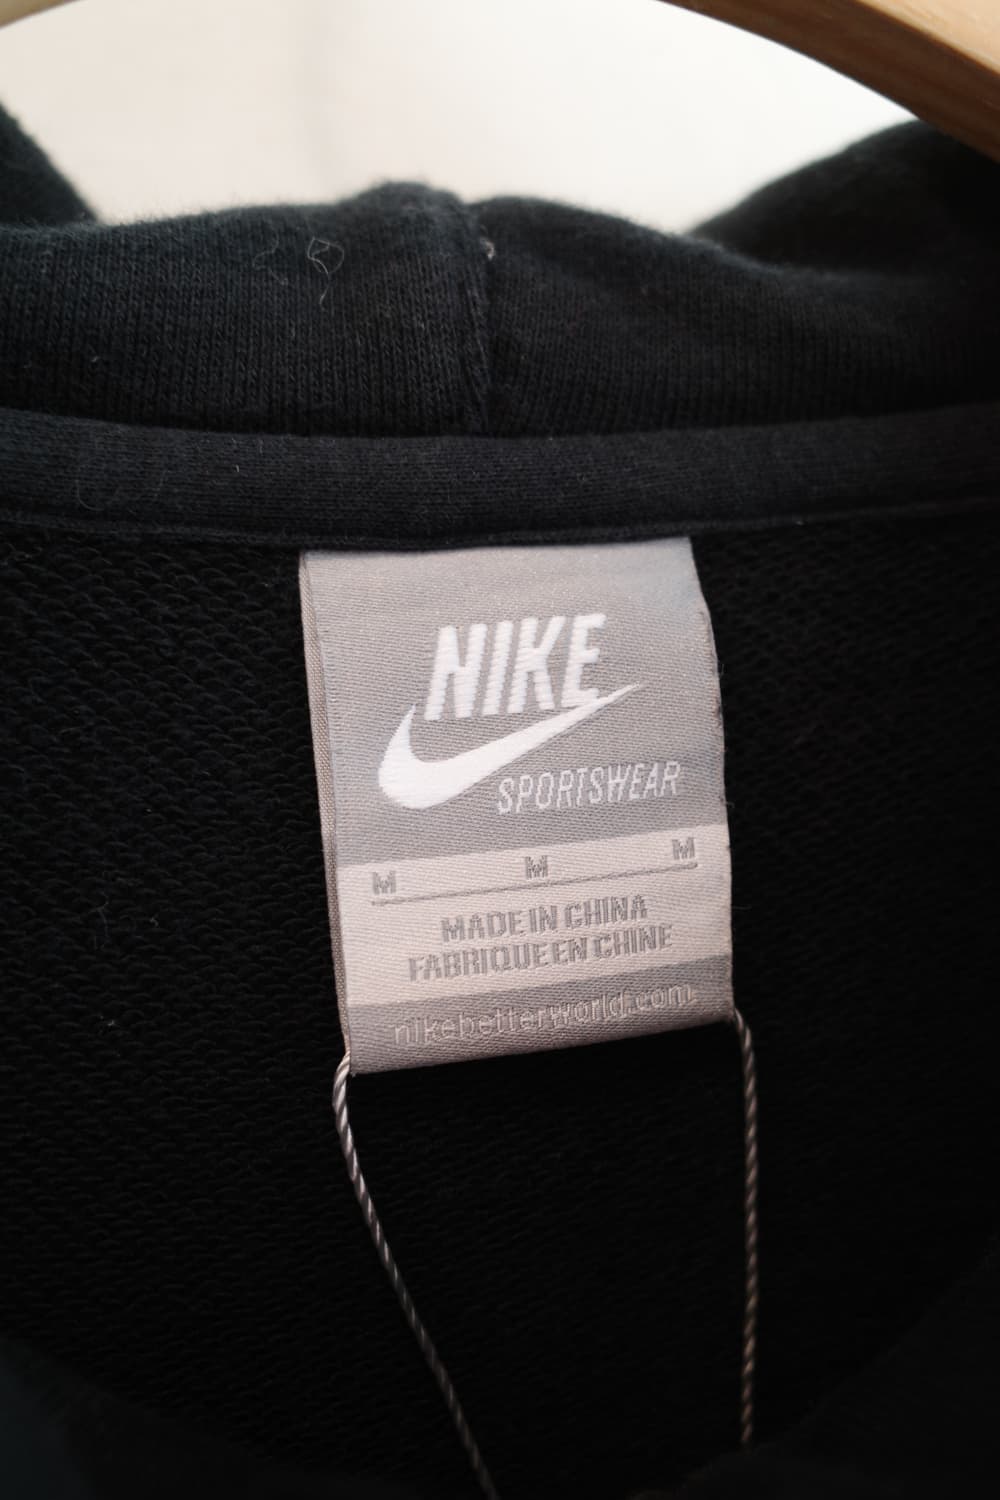 NIKE
SPORTSWEAR
M M M
MADE IN CHINA
FABRIQUE EN CHINE
nikebetterworld.com